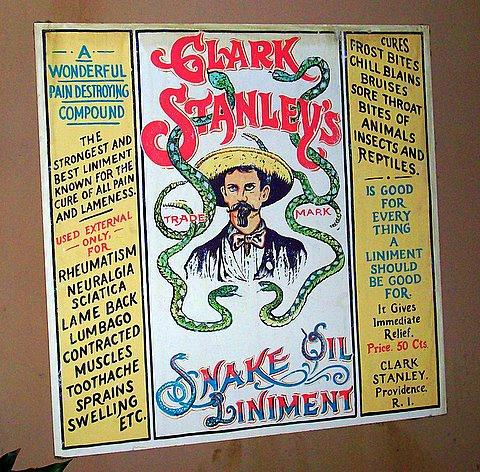 A
WONDERFUL
PAIN DESTROYING
COMPOUND
THE
STRONGEST AND
BEST LINIMENT
KNOWN FOR THE
CURE OF ALL PAIN
AND LAMENESS.
USED EXTERNAL
ONLY,
FOR
RHEUMATISM
NEURALGIA
SCIATICA
LAME BACK
LUMBAGO
CONTRACTED
MUSCLES
TOOTHACHE
SPRAINS
SWELLING
ETC.
CLARK
STANLEY'S
TRADE MARK
SNAKE OIL
LINIMENT
CURES
FROST BITES
CHILL BLAINS
BRUISES
SORE THROAT
BITES OF
ANIMALS
INSECTS AND
REPTILES.
IS GOOD
FOR
EVERY
THING
A
LINIMENT
SHOULD
BE GOOD
FOR.
It Gives
Immediate
Relief.
Price. 50 Cts.
CLARK
STANLEY.
Providence,
R. I.